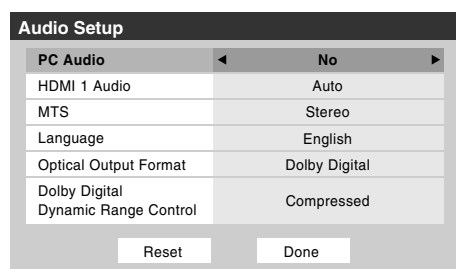 Audio Setup
PC Audio ◀ No ▶
HDMI 1 Audio Auto
MTS Stereo
Language English
Optical Output Format Dolby Digital
Dolby Digital
Dynamic Range Control Compressed
Reset Done